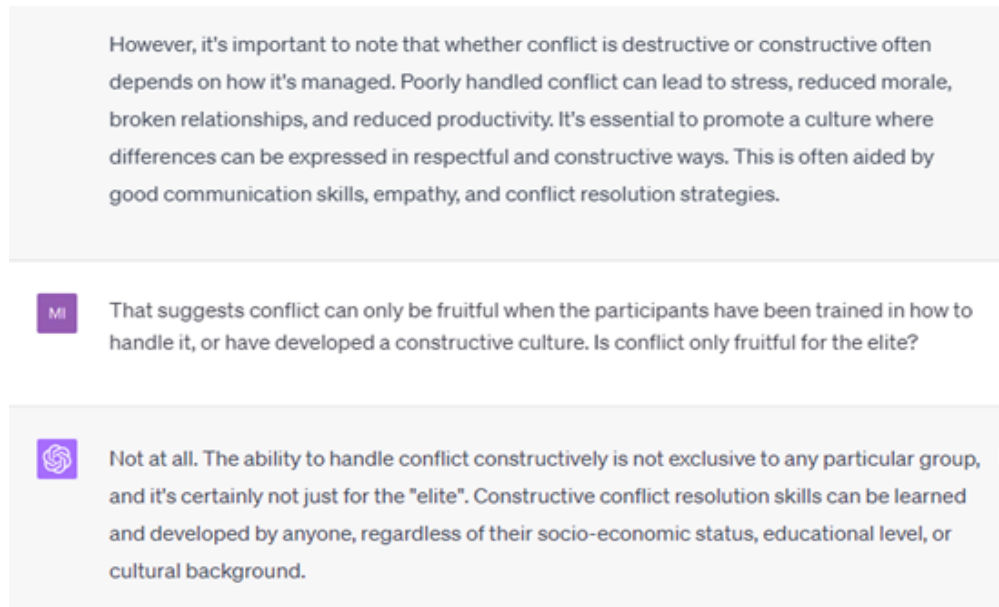 However, it's important to note that whether conflict is destructive or constructive often
depends on how it's managed. Poorly handled conflict can lead to stress, reduced morale,
broken relationships, and reduced productivity. It's essential to promote a culture where
differences can be expressed in respectful and constructive ways. This is often aided by
good communication skills, empathy, and conflict resolution strategies.
MI
That suggests conflict can only be fruitful when the participants have been trained in how to
handle it, or have developed a constructive culture. Is conflict only fruitful for the elite?
Not at all. The ability to handle conflict constructively is not exclusive to any particular group,
and it's certainly not just for the "elite". Constructive conflict resolution skills can be learned
and developed by anyone, regardless of their socio-economic status, educational level, or
cultural background.